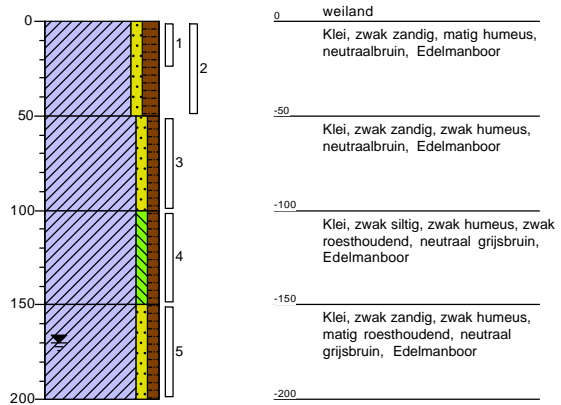 0
50
100
150
200
1
2
3
4
5
0
weiland
Klei, zwak zandig, matig humeus,
neutraalbruin, Edelmanboor
-50
Klei, zwak zandig, zwak humeus,
neutraalbruin, Edelmanboor
-100
Klei, zwak siltig, zwak humeus, zwak
roesthoudend, neutraal grijsbruin,
Edelmanboor
-150
Klei, zwak zandig, zwak humeus,
matig roesthoudend, neutraal
grijsbruin, Edelmanboor
-200